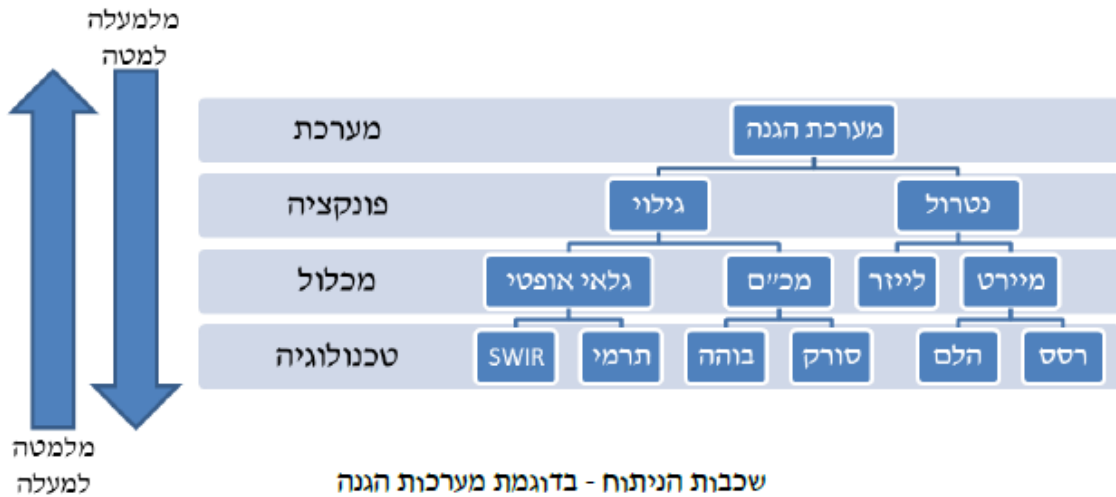 מלמעלה
למטה
מערכת
מערכת הגנה
פונקציה
נטרול
גילוי
מכלול
מיירט
לייזר
מכ״ם
גלאי אופטי
טכנולוגיה
רסס
הלם
סורק
בוהה
תרמי
SWIR
מלמטה
למעלה
שכבות הניתוח - בדוגמת מערכות הגנה